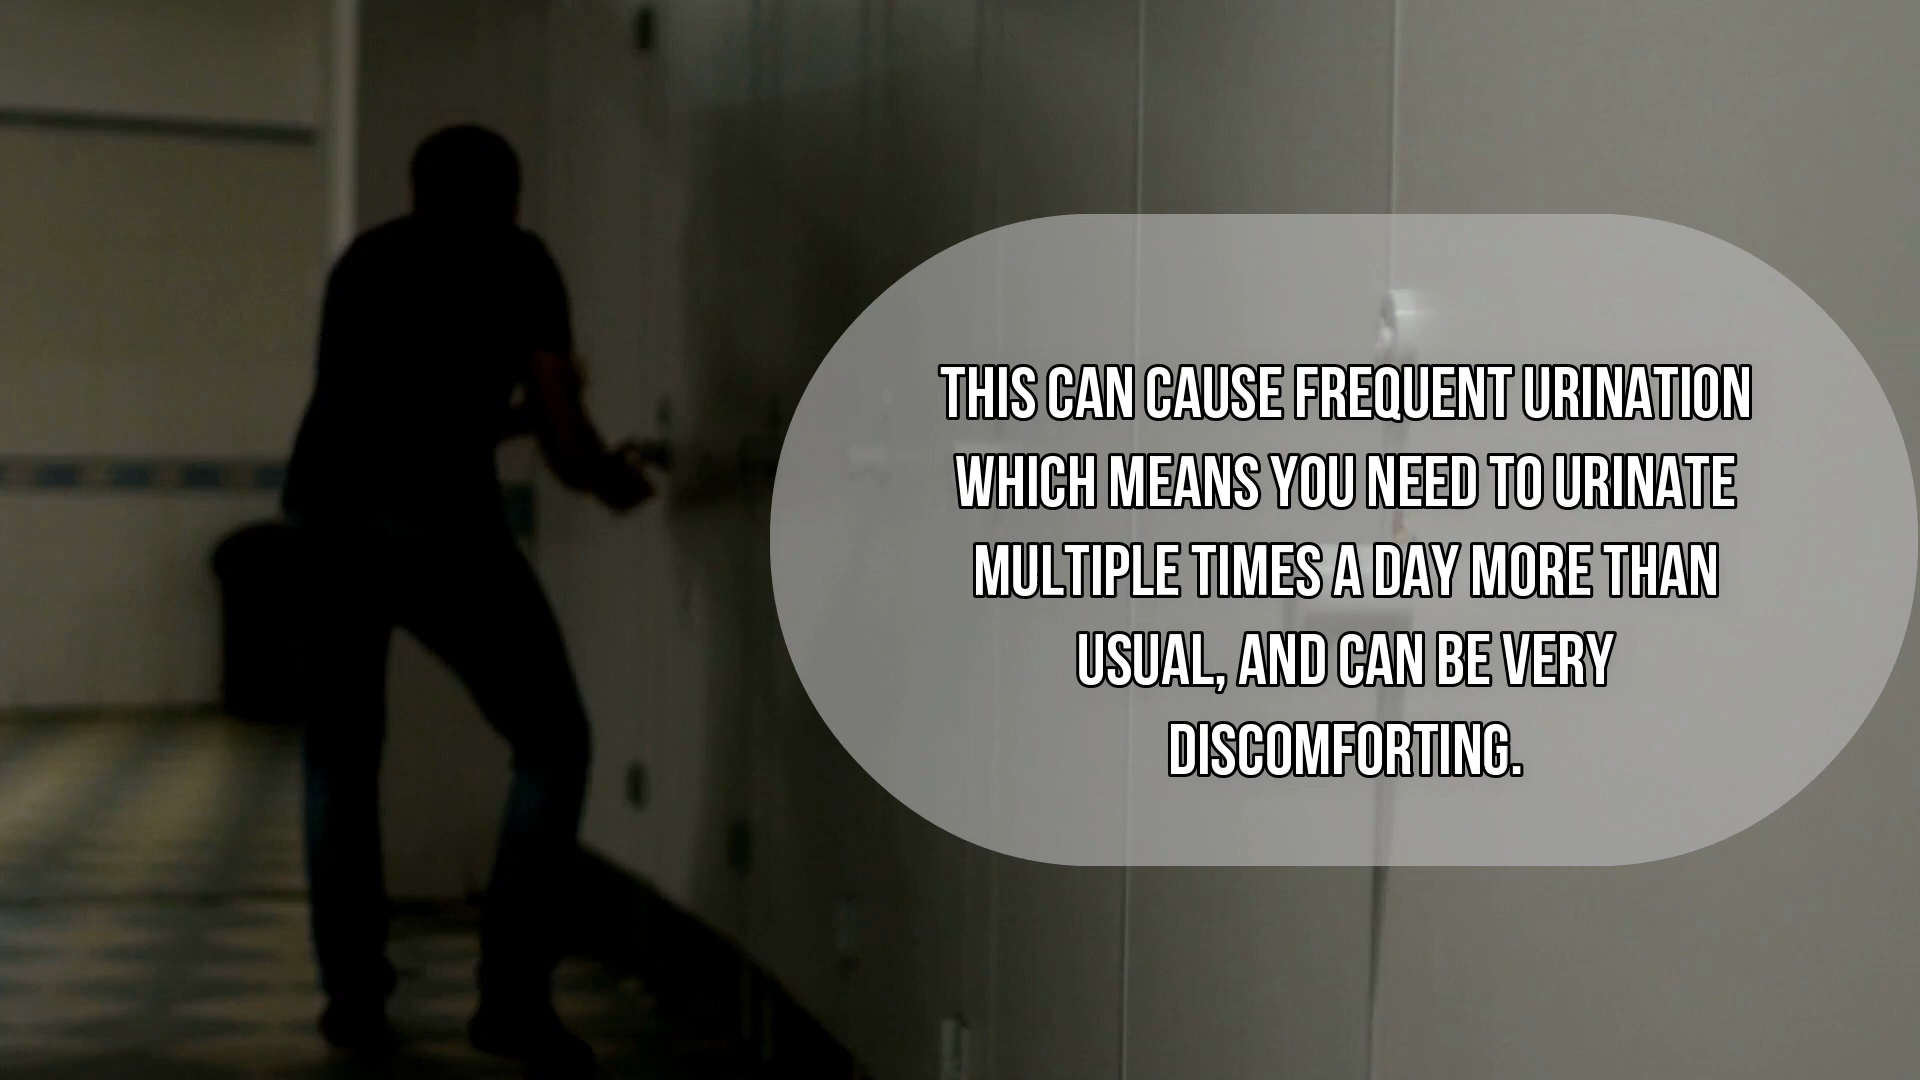 THIS CAN CAUSE FREQUENT URINATION
WHICH MEANS YOU NEED TO URINATE
MULTIPLE TIMES A DAY MORE THAN
USUAL, AND CAN BE VERY
DISCOMFORTING.